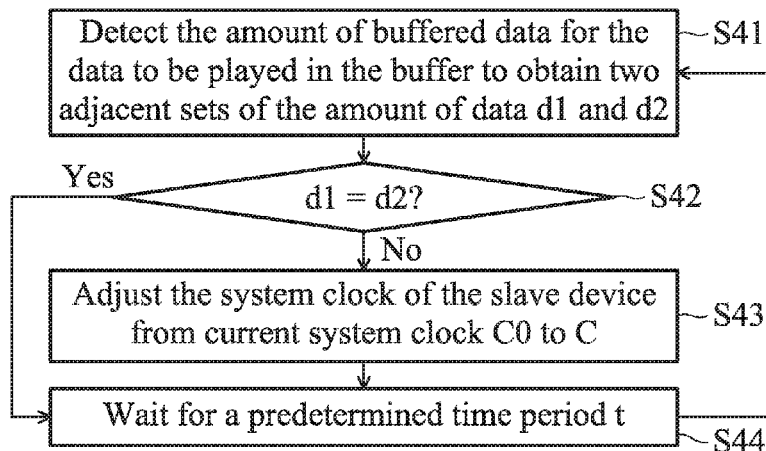 Detect the amount of buffered data for the
data to be played in the buffer to obtain two
adjacent sets of the amount of data d1 and d2
S41
Yes
d1 = d2?
S42
No
Adjust the system clock of the slave device
from current system clock C0 to C
S43
Wait for a predetermined time period t
S44